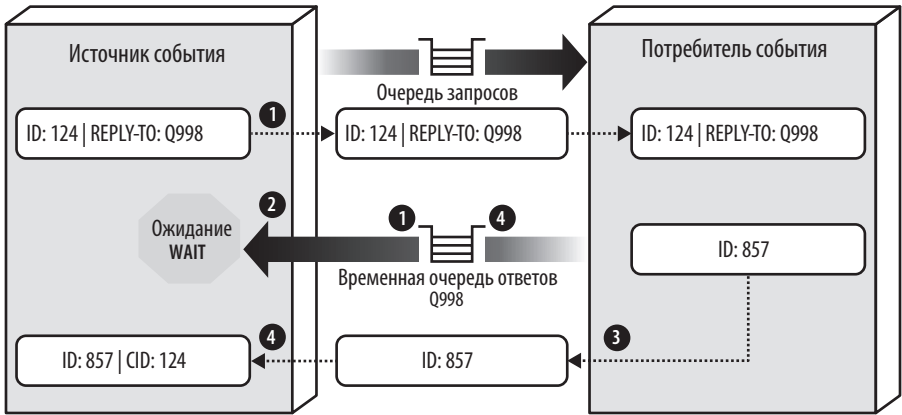 Источник события
Потребитель события
Очередь запросов
1
ID: 124 | REPLY-TO: Q998
ID: 124 | REPLY-TO: Q998
ID: 124 | REPLY-TO: Q998
2
Ожидание
WAIT
1
4
Временная очередь ответов
Q998
ID: 857
4
3
ID: 857 | CID: 124
ID: 857